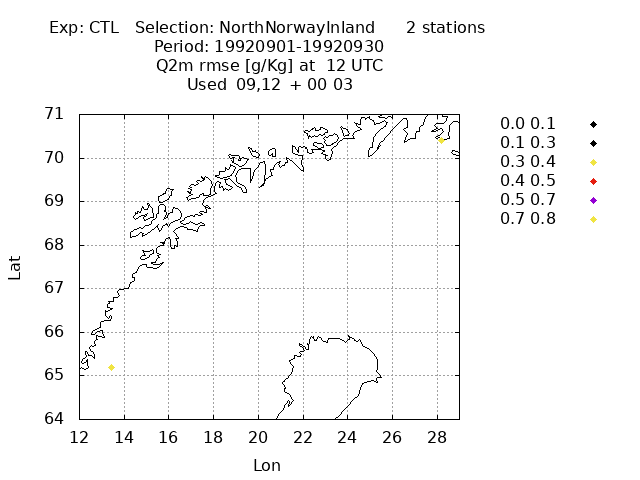 Exp: CTL   Selection: NorthNorwayInland      2 stations
Period: 19920901-19920930
Q2m rmse [g/Kg] at  12 UTC
Used  09,12  + 00 03
71
70
69
68
67
66
65
64
Lat
12 14 16 18 20 22 24 26 28
Lon
0.0 0.1
0.1 0.3
0.3 0.4
0.4 0.5
0.5 0.7
0.7 0.8